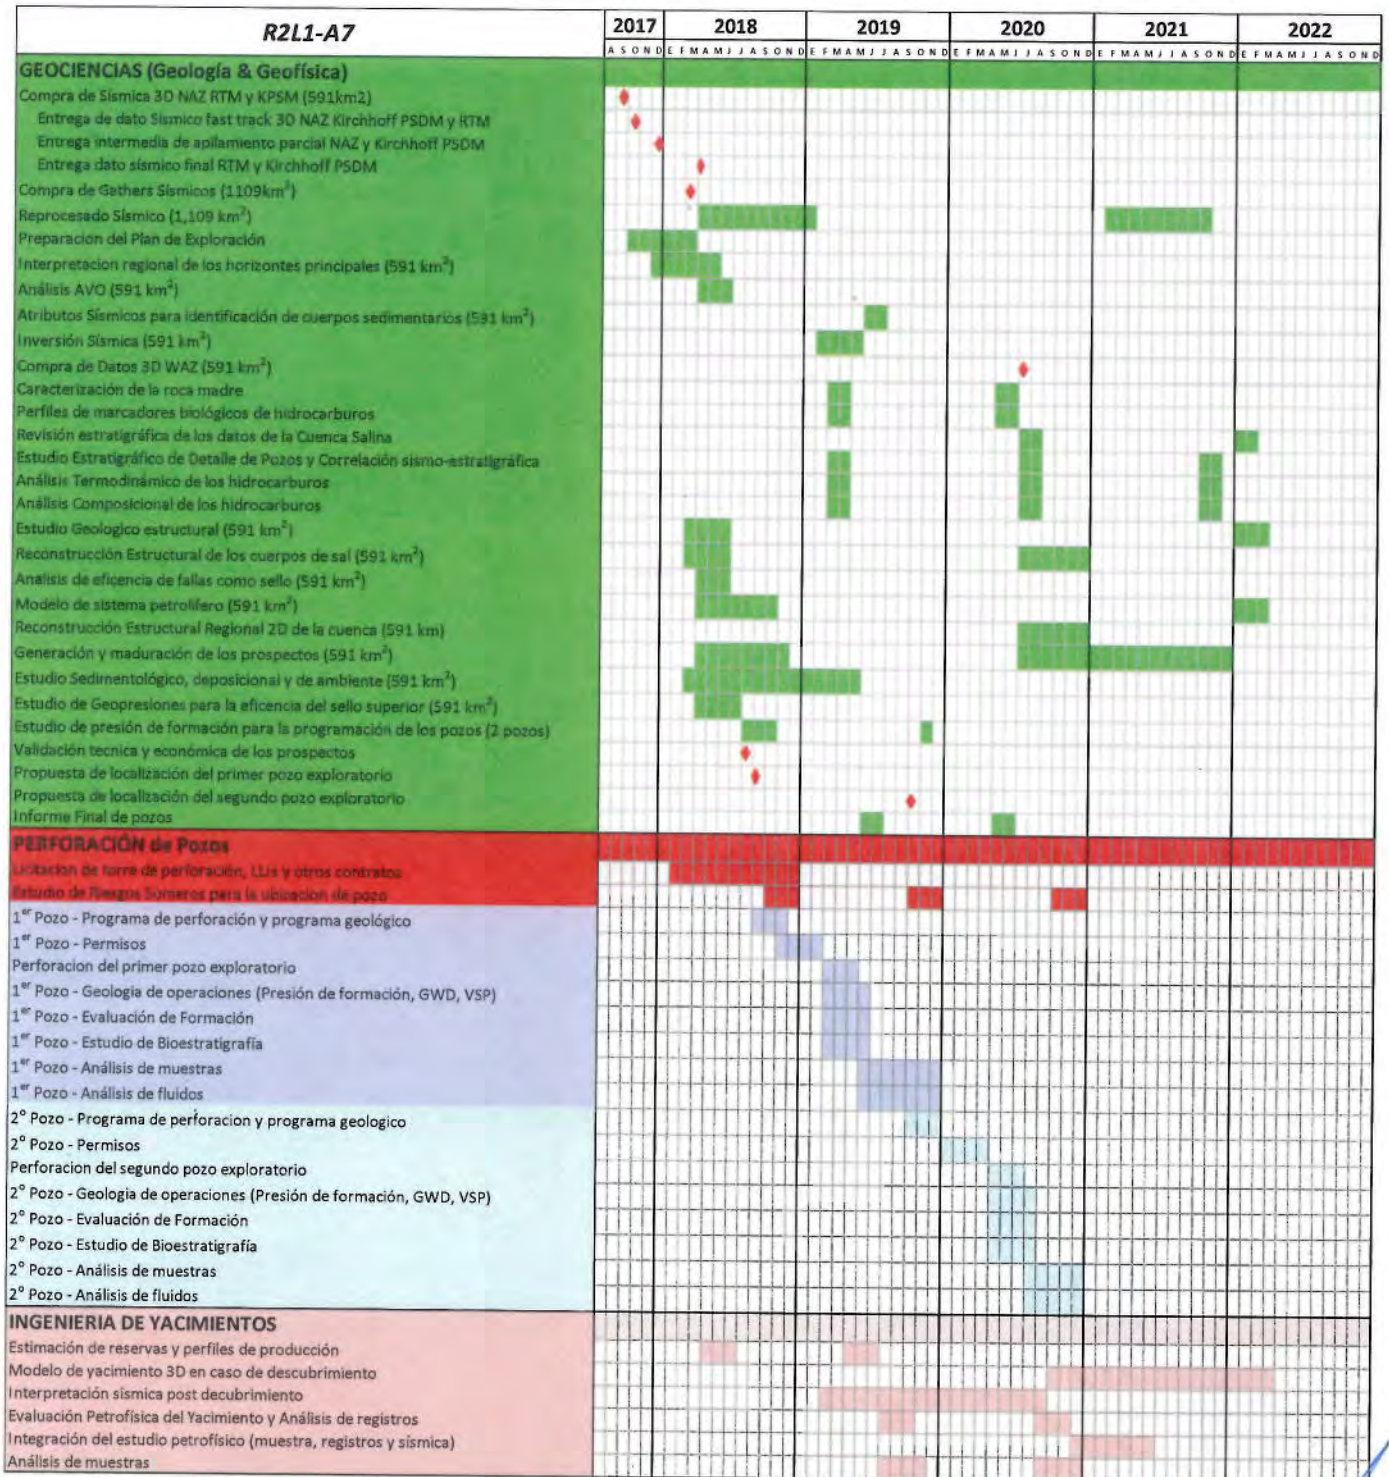 R2L1-A7 2017 2018 2019 2020 2021 2022
A S O N D E F M A M J J A S O N D E F M A M J J A S O N D E F M A M J J A S O N D E F M A M J J A S O N D E F M A M J J A S O N D
GEOCIENCIAS (Geología & Geofísica)
Compra de Sísmica 3D NAZ RTM y KPSM (591km2)
Entrega de dato Sísmico fast track 3D NAZ Kirchhoff PSDM y RTM
Entrega intermedia de apilamiento parcial NAZ y Kirchhoff PSDM
Entrega dato sísmico final RTM y Kirchhoff PSDM
Compra de Gathers Sísmicos (1109km²)
Reprocesado Sísmico (1,109 km²)
Preparacion del Plan de Exploración
Interpretacion regional de los horizontes principales (591 km²)
Análisis AVO (591 km²)
Atributos Sísmicos para identificación de cuerpos sedimentarios (591 km²)
Inversión Sísmica (591 km²)
Compra de Datos 3D WAZ (591 km²)
Caracterización de la roca madre
Perfiles de marcadores biológicos de hidrocarburos
Revisión estratigráfica de los datos de la Cuenca Salina
Estudio Estratigráfico de Detalle de Pozos y Correlación sismo-estratigráfica
Análisis Termodinámico de los hidrocarburos
Análisis Composicional de los hidrocarburos
Estudio Geologico estructural (591 km²)
Reconstrucción Estructural de los cuerpos de sal (591 km²)
Analisis de eficencia de fallas como sello (591 km²)
Modelo de sistema petrolífero (591 km²)
Reconstrucción Estructural Regional 2D de la cuenca (591 km)
Generación y maduración de los prospectos (591 km²)
Estudio Sedimentológico, deposicional y de ambiente (591 km²)
Estudio de Geopresiones para la eficencia del sello superior (591 km²)
Estudio de presión de formación para la programación de los pozos (2 pozos)
Validación tecnica y económica de los prospectos
Propuesta de localización del primer pozo exploratorio
Propuesta de localización del segundo pozo exploratorio
Informe Final de pozos
PERFORACIÓN de Pozos
Licitacion de torre de perforación, LLIs y otros contratos
Estudio de Riesgos Someros para la ubicacion de pozo
1er Pozo - Programa de perforación y programa geológico
1er Pozo - Permisos
Perforacion del primer pozo exploratorio
1er Pozo - Geologia de operaciones (Presión de formación, GWD, VSP)
1er Pozo - Evaluación de Formación
1er Pozo - Estudio de Bioestratigrafía
1er Pozo - Análisis de muestras
1er Pozo - Análisis de fluidos
2° Pozo - Programa de perforacion y programa geologico
2° Pozo - Permisos
Perforacion del segundo pozo exploratorio
2° Pozo - Geologia de operaciones (Presión de formación, GWD, VSP)
2° Pozo - Evaluación de Formación
2° Pozo - Estudio de Bioestratigrafía
2° Pozo - Análisis de muestras
2° Pozo - Análisis de fluidos
INGENIERIA DE YACIMIENTOS
Estimación de reservas y perfiles de producción
Modelo de yacimiento 3D en caso de descubrimiento
Interpretación sísmica post decubrimiento
Evaluación Petrofísica del Yacimiento y Análisis de registros
Integración del estudio petrofísico (muestra, registros y sísmica)
Análisis de muestras